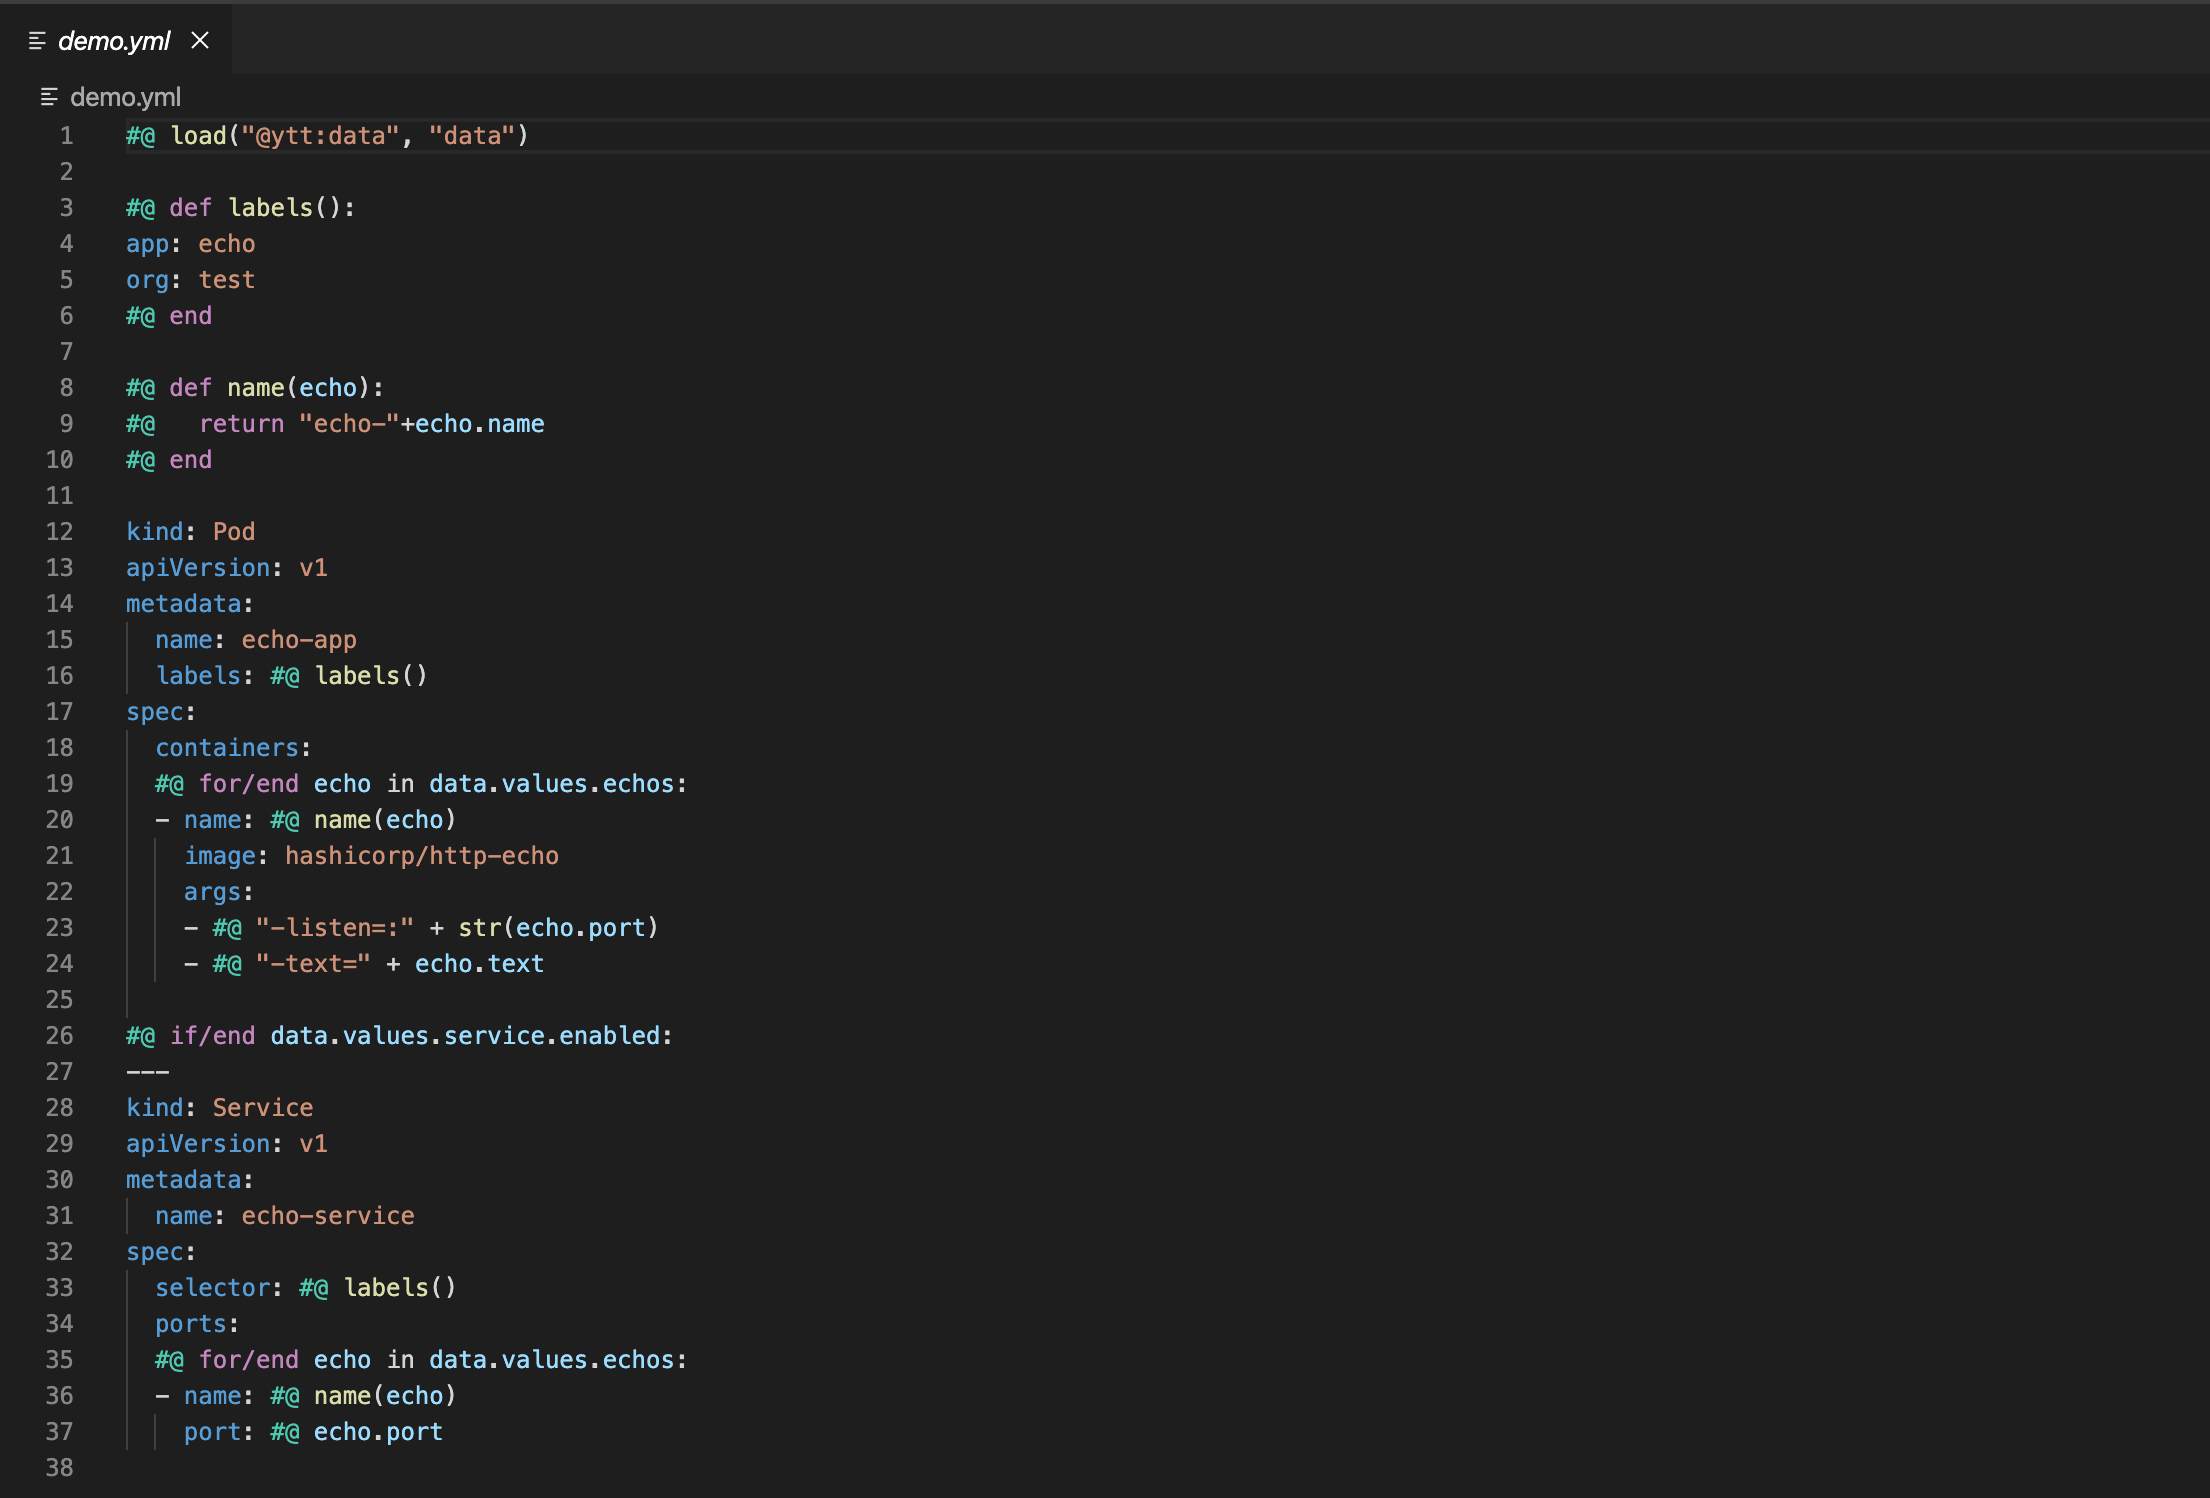 demo.yml
demo.yml
1 #@ load("@ytt:data", "data")
2
3 #@ def labels():
4 app: echo
5 org: test
6 #@ end
7
8 #@ def name(echo):
9 #@   return "echo-"+echo.name
10 #@ end
11
12 kind: Pod
13 apiVersion: v1
14 metadata:
15   name: echo-app
16   labels: #@ labels()
17 spec:
18   containers:
19   #@ for/end echo in data.values.echos:
20   - name: #@ name(echo)
21     image: hashicorp/http-echo
22     args:
23     - #@ "-listen=:" + str(echo.port)
24     - #@ "-text=" + echo.text
25
26 #@ if/end data.values.service.enabled:
27 ---
28 kind: Service
29 apiVersion: v1
30 metadata:
31   name: echo-service
32 spec:
33   selector: #@ labels()
34   ports:
35   #@ for/end echo in data.values.echos:
36   - name: #@ name(echo)
37     port: #@ echo.port
38